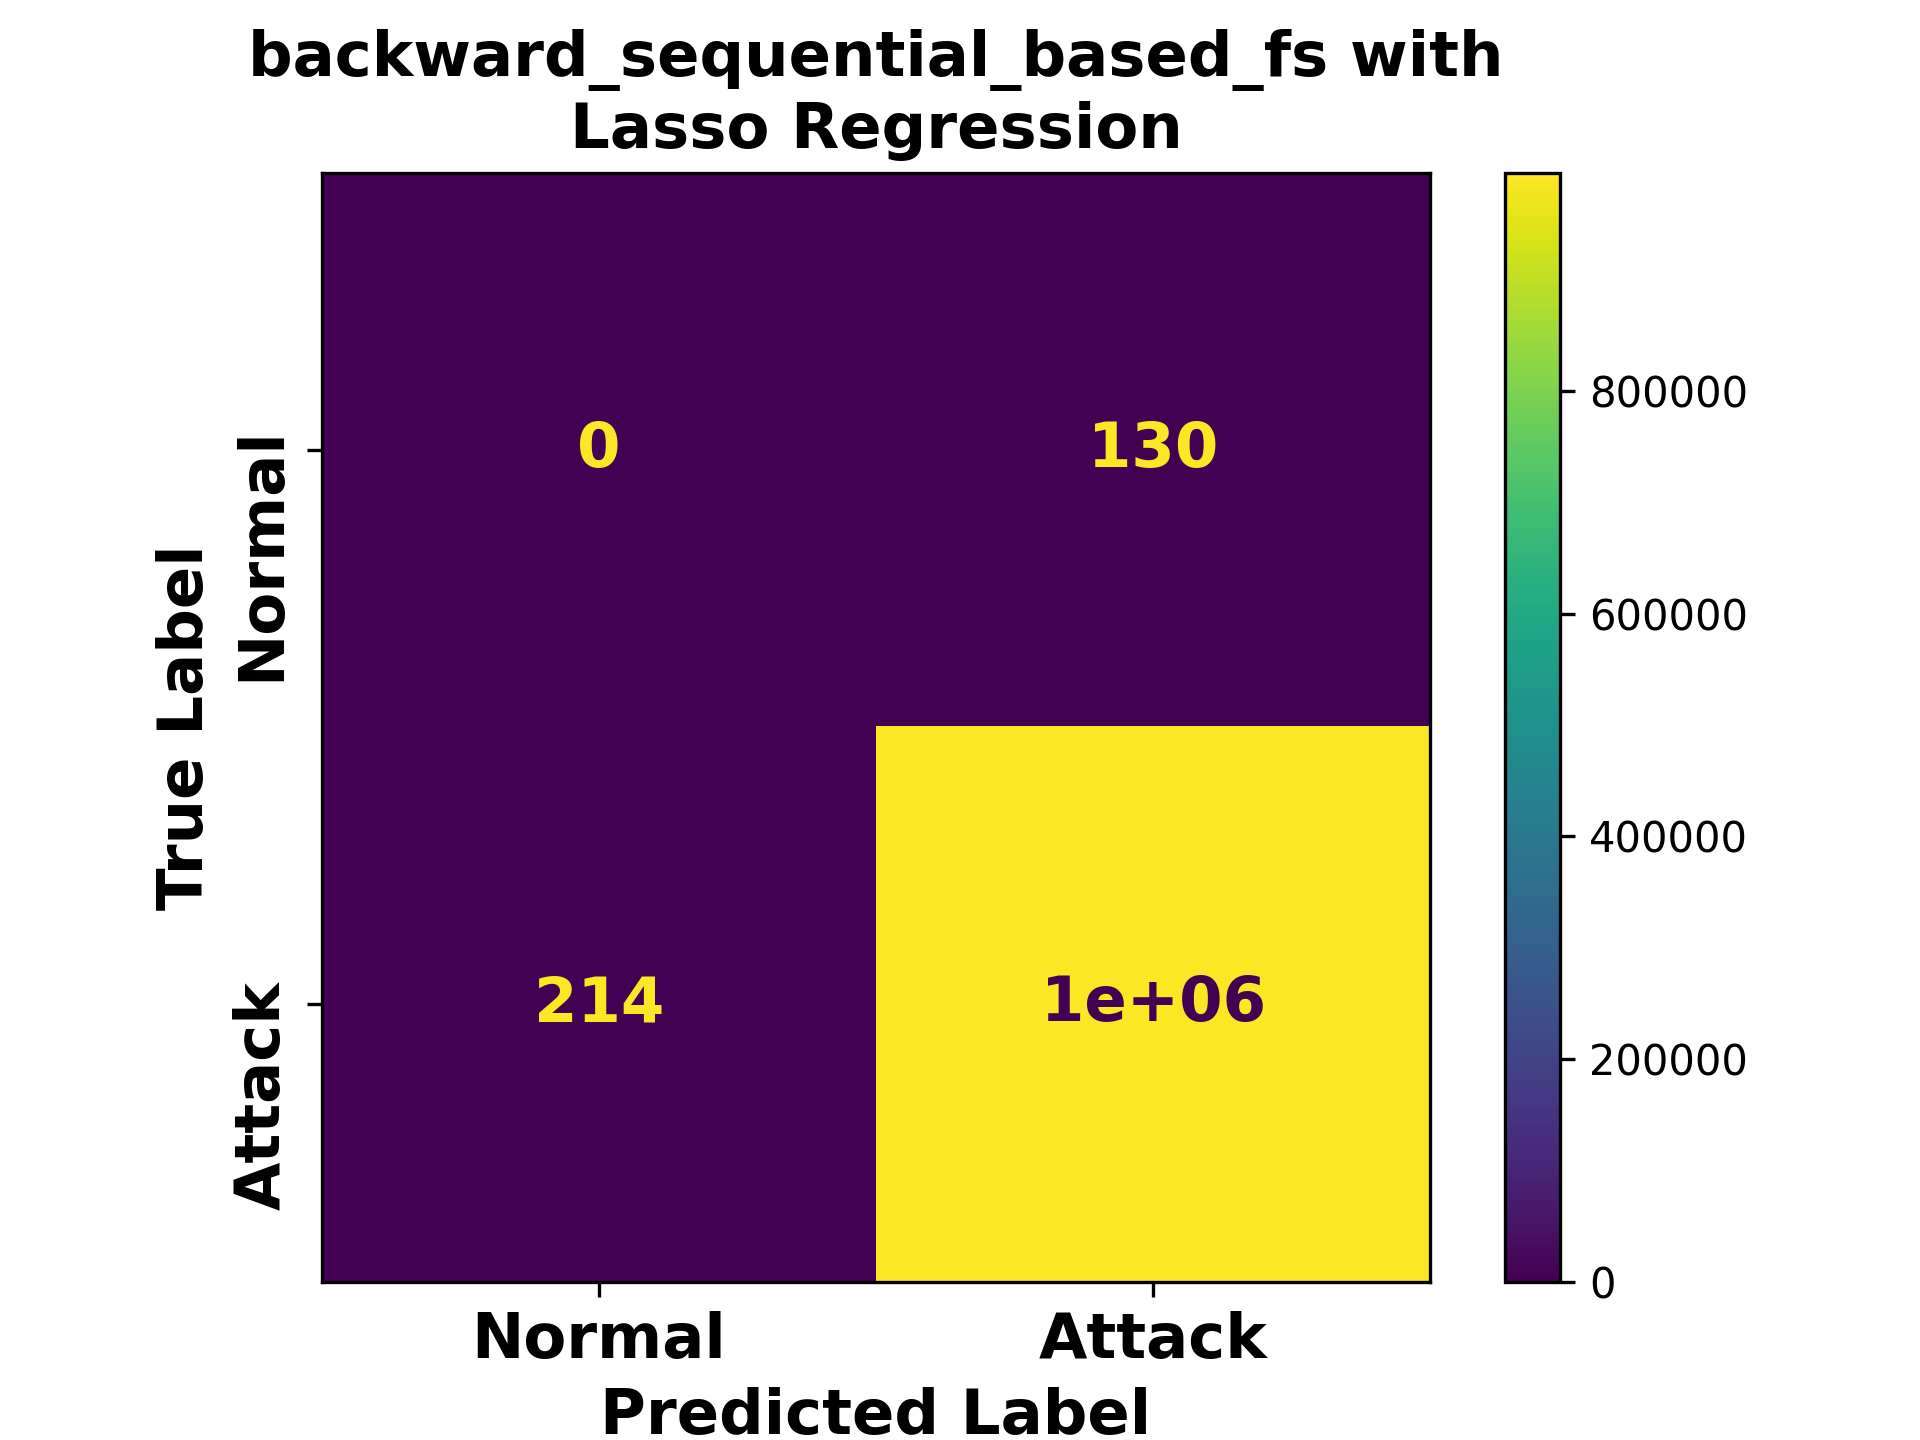 backward_sequential_based_fs with
Lasso Regression
True Label
Normal
Attack
0
130
214
1e+06
Normal
Attack
Predicted Label
800000
600000
400000
200000
0